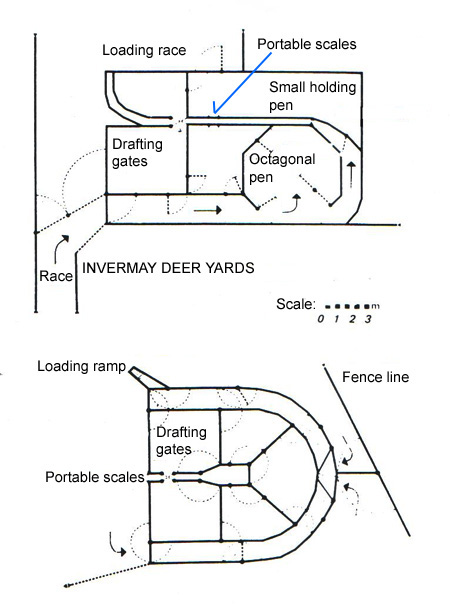 Loading race
Portable scales
Small holding
pen
Drafting
gates
Octagonal
pen
Race
INVERMAY DEER YARDS
Scale: m
0 1 2 3
Loading ramp
Fence line
Drafting
gates
Portable scales